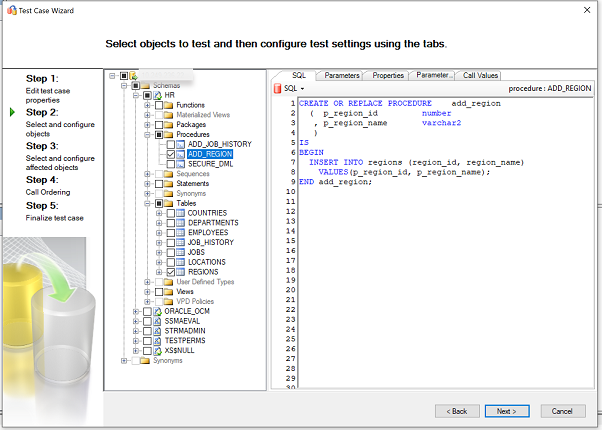 Test Case Wizard
Select objects to test and then configure test settings using the tabs.
Step 1:
Edit test case
properties
Step 2:
Select and configure
objects
Step 3:
Select and configure
affected objects
Step 4:
Call Ordering
Step 5:
Finalize test case
Schemas
HR
Functions
Materialized Views
Packages
Procedures
ADD_JOB_HISTORY
ADD_REGION
SECURE_DML
Sequences
Statements
Synonyms
Tables
COUNTRIES
DEPARTMENTS
EMPLOYEES
JOB_HISTORY
JOBS
LOCATIONS
REGIONS
User Defined Types
Views
VPD Policies
ORACLE_OCM
SSMAEVAL
STRMADMIN
TESTPERMS
XS$NULL
Synonyms
SQL Parameters Properties Parameter... Call Values
SQL procedure : ADD_REGION
1 CREATE OR REPLACE PROCEDURE add_region
2 ( p_region_id number
3 , p_region_name varchar2
4 )
5 IS
6 BEGIN
7 INSERT INTO regions (region_id, region_name)
8 VALUES(p_region_id, p_region_name);
9 END add_region;
10
11
12
13
14
15
16
17
18
19
20
21
22
23
24
25
26
27
28
29
30
< Back Next > Cancel